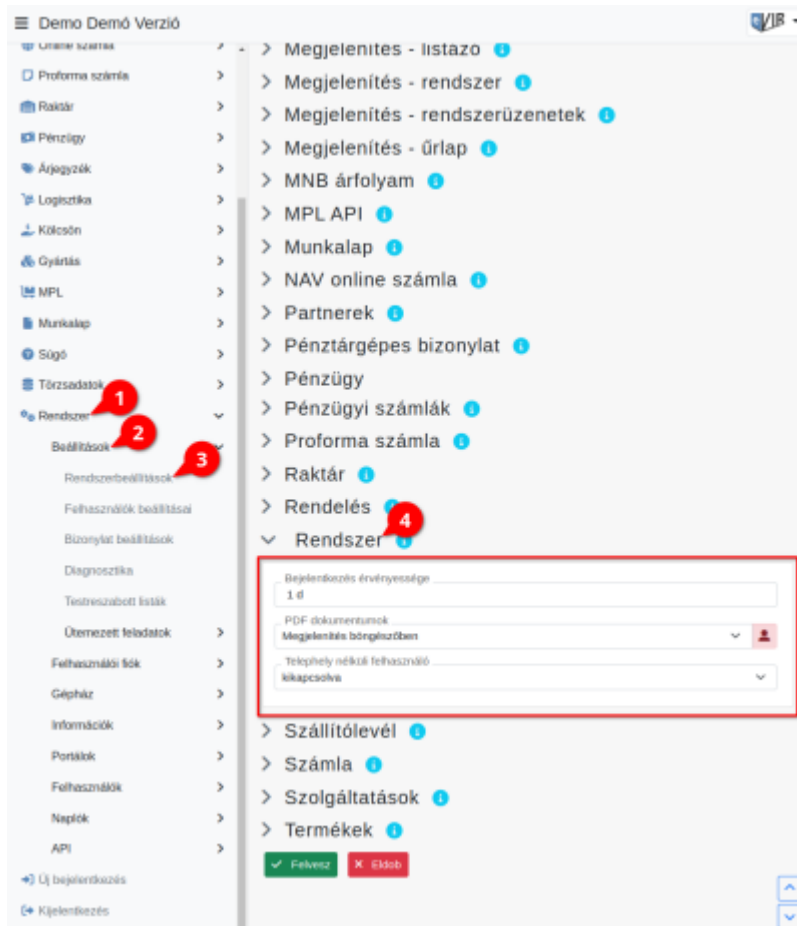 Demo Demó Verzió
VIR
Online számla
Proforma számla
Raktár
Pénzügy
Árjegyzék
Logisztika
Kölcsön
Gyártás
MPL
Munkalap
Súgó
Törzsadatok
1
Rendszer
2
Beállítások
3
Rendszerbeállítások
Felhasználók beállításai
Bizonylat beállítások
Diagnosztika
Testreszabott listák
Ütemezett feladatok
Felhasználói fiók
Gépház
Információk
Portálok
Felhasználók
Naplók
API
Új bejelentkezés
Kijelentkezés
Megjelenítés - listázó
Megjelenítés - rendszer
Megjelenítés - rendszerüzenetek
Megjelenítés - űrlap
MNB árfolyam
MPL API
Munkalap
NAV online számla
Partnerek
Pénztárgépes bizonylat
Pénzügy
Pénzügyi számlák
Proforma számla
Raktár
Rendelés
4
Rendszer
Bejelentkezés érvényessége
1 d
PDF dokumentumok
Megjelenítés böngészőben
Telephely nélküli felhasználó
kikapcsolva
Szállítólevél
Számla
Szolgáltatások
Termékek
Felvesz
Eldob